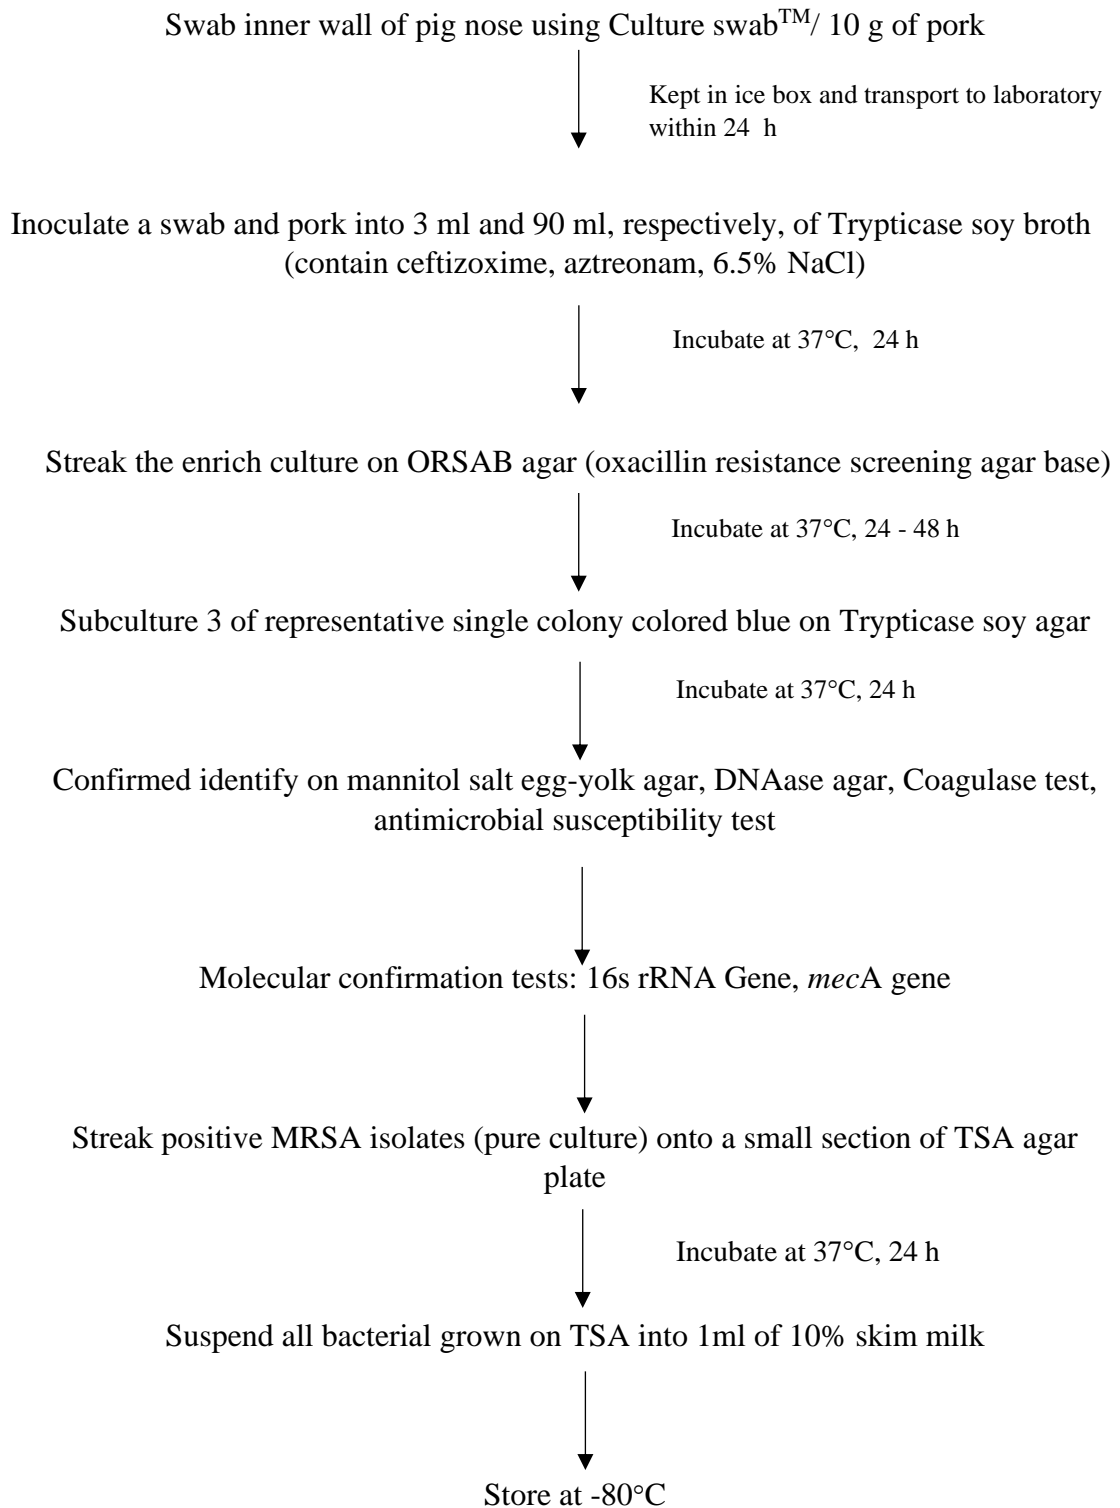 Swab inner wall of pig nose using Culture swab™/ 10 g of pork
Kept in ice box and transport to laboratory
within 24 h
Inoculate a swab and pork into 3 ml and 90 ml, respectively, of Trypticase soy broth
(contain ceftizoxime, aztreonam, 6.5% NaCl)
Incubate at 37°C, 24 h
Streak the enrich culture on ORSAB agar (oxacillin resistance screening agar base)
Incubate at 37°C, 24 - 48 h
Subculture 3 of representative single colony colored blue on Trypticase soy agar
Incubate at 37°C, 24 h
Confirmed identify on mannitol salt egg-yolk agar, DNAase agar, Coagulase test,
antimicrobial susceptibility test
Molecular confirmation tests: 16s rRNA Gene, mecA gene
Streak positive MRSA isolates (pure culture) onto a small section of TSA agar
plate
Incubate at 37°C, 24 h
Suspend all bacterial grown on TSA into 1ml of 10% skim milk
Store at -80°C